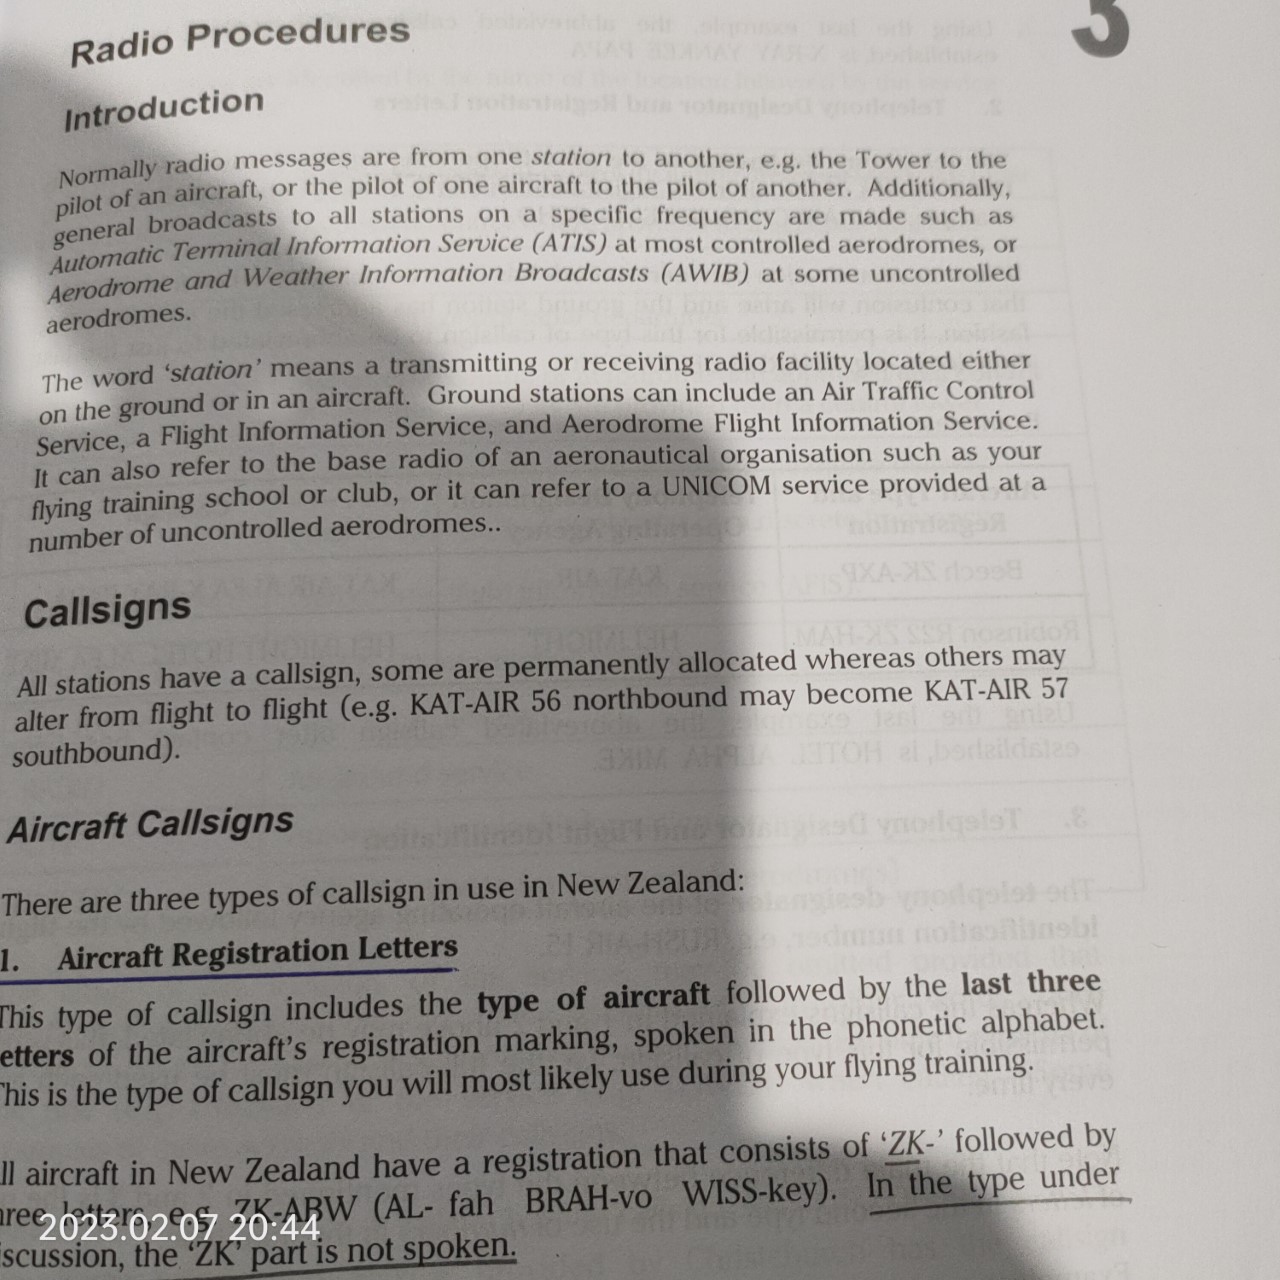 3
Radio Procedures
Introduction
Normally radio messages are from one station to another, e.g. the Tower to the
pilot of an aircraft, or the pilot of one aircraft to the pilot of another. Additionally,
general broadcasts to all stations on a specific frequency are made such as
Automatic Terminal Information Service (ATIS) at most controlled aerodromes, or
Aerodrome and Weather Information Broadcasts (AWIB) at some uncontrolled
aerodromes.
The word ‘station’ means a transmitting or receiving radio facility located either
on the ground or in an aircraft. Ground stations can include an Air Traffic Control
Service, a Flight Information Service, and Aerodrome Flight Information Service.
It can also refer to the base radio of an aeronautical organisation such as your
flying training school or club, or it can refer to a UNICOM service provided at a
number of uncontrolled aerodromes..
Callsigns
All stations have a callsign, some are permanently allocated whereas others may
alter from flight to flight (e.g. KAT-AIR 56 northbound may become KAT-AIR 57
southbound).
Aircraft Callsigns
There are three types of callsign in use in New Zealand:
1. Aircraft Registration Letters
This type of callsign includes the type of aircraft followed by the last three
etters of the aircraft’s registration marking, spoken in the phonetic alphabet.
This is the type of callsign you will most likely use during your flying training.
ll aircraft in New Zealand have a registration that consists of ‘ZK-’ followed by
ree letters, e.g. ZK-ABW (AL- fah BRAH-vo WISS-key). In the type under
scussion, the ‘ZK’ part is not spoken.
2023.02.07 20:44